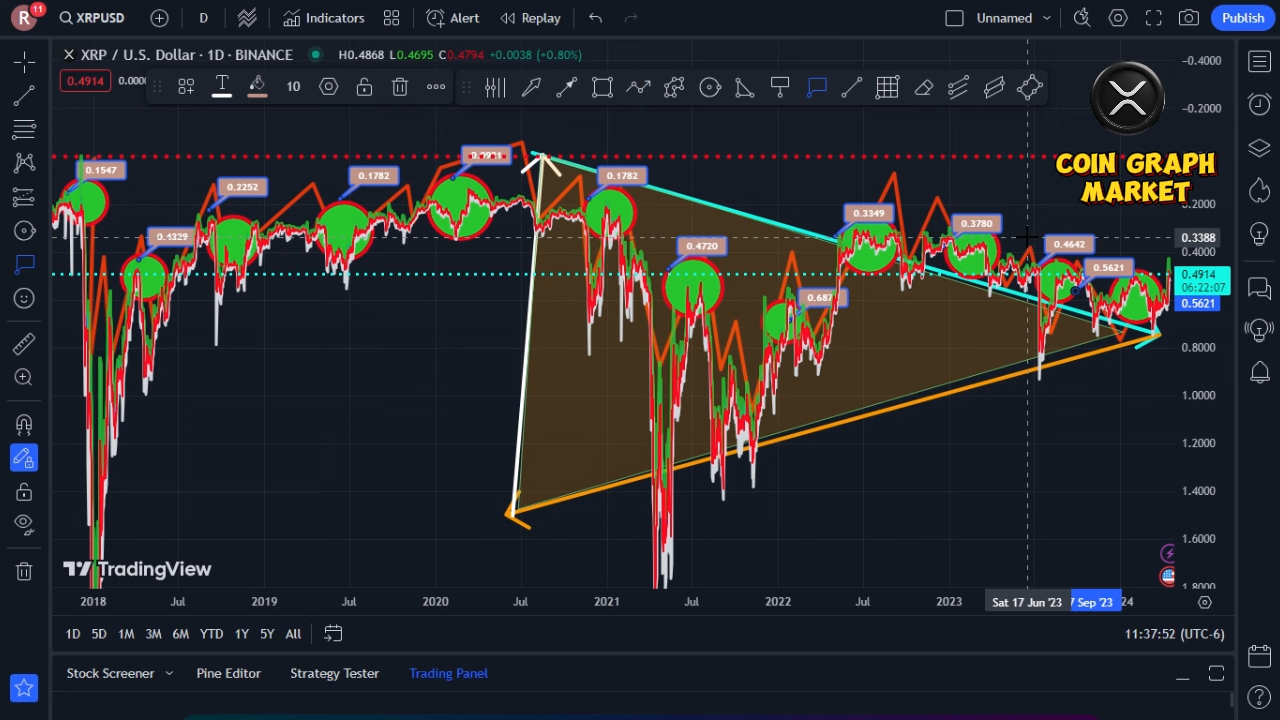 R
11
XRPUSD
D
Indicators
Alert
Replay
Unnamed
Publish
XRP / U.S. Dollar · 1D · BINANCE
H0.4868 L0.4695 C0.4794 +0.0038 (+0.80%)
0.4914
0.000
T
10
−0.4000
−0.2000
COIN GRAPH
MARKET
0.1547
0.4329
0.2252
0.1782
0.1782
0.4720
0.687
0.3349
0.3780
0.4642
0.5621
0.2000
0.3388
0.4000
0.4914
06:22:07
0.5621
0.8000
1.0000
1.2000
1.4000
1.6000
1.8000
TradingView
2018
Jul
2019
Jul
2020
Jul
2021
Jul
2022
Jul
2023
Sat 17 Jun '23
7 Sep '23
24
1D
5D
1M
3M
6M
YTD
1Y
5Y
All
11:37:52 (UTC-6)
Stock Screener
Pine Editor
Strategy Tester
Trading Panel